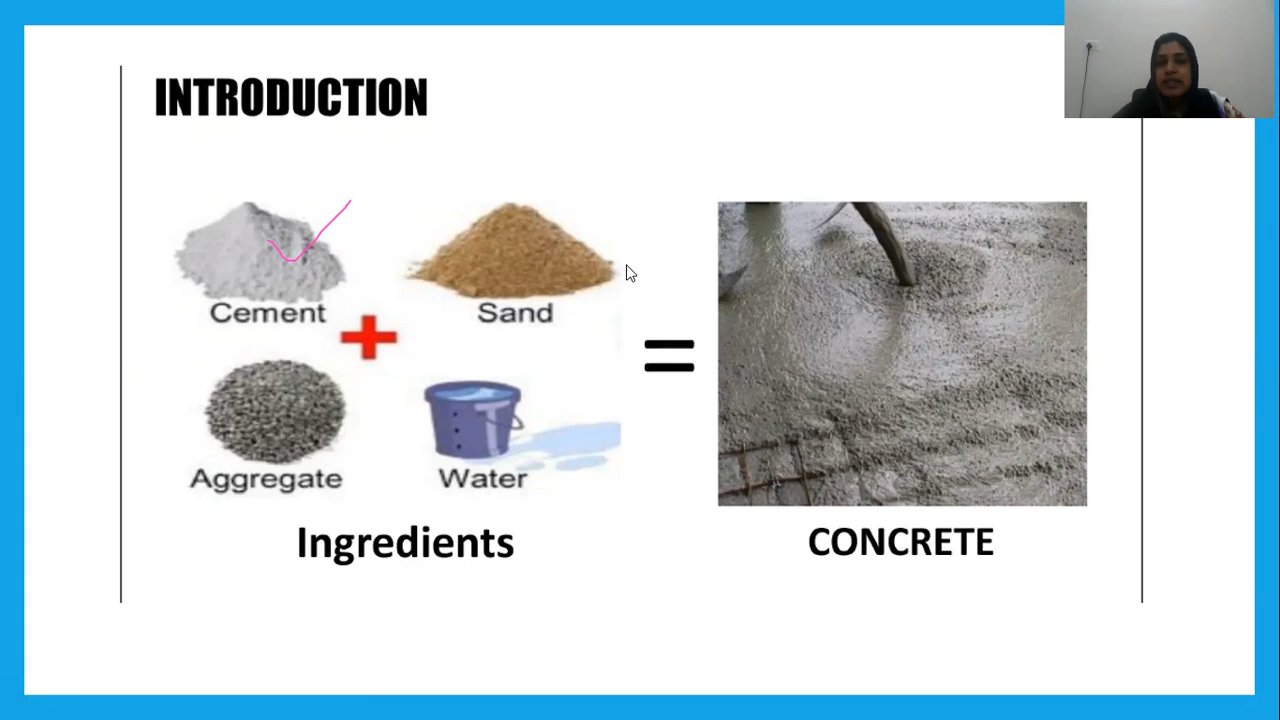 INTRODUCTION
Cement
Sand
Aggregate
Water
Ingredients
CONCRETE